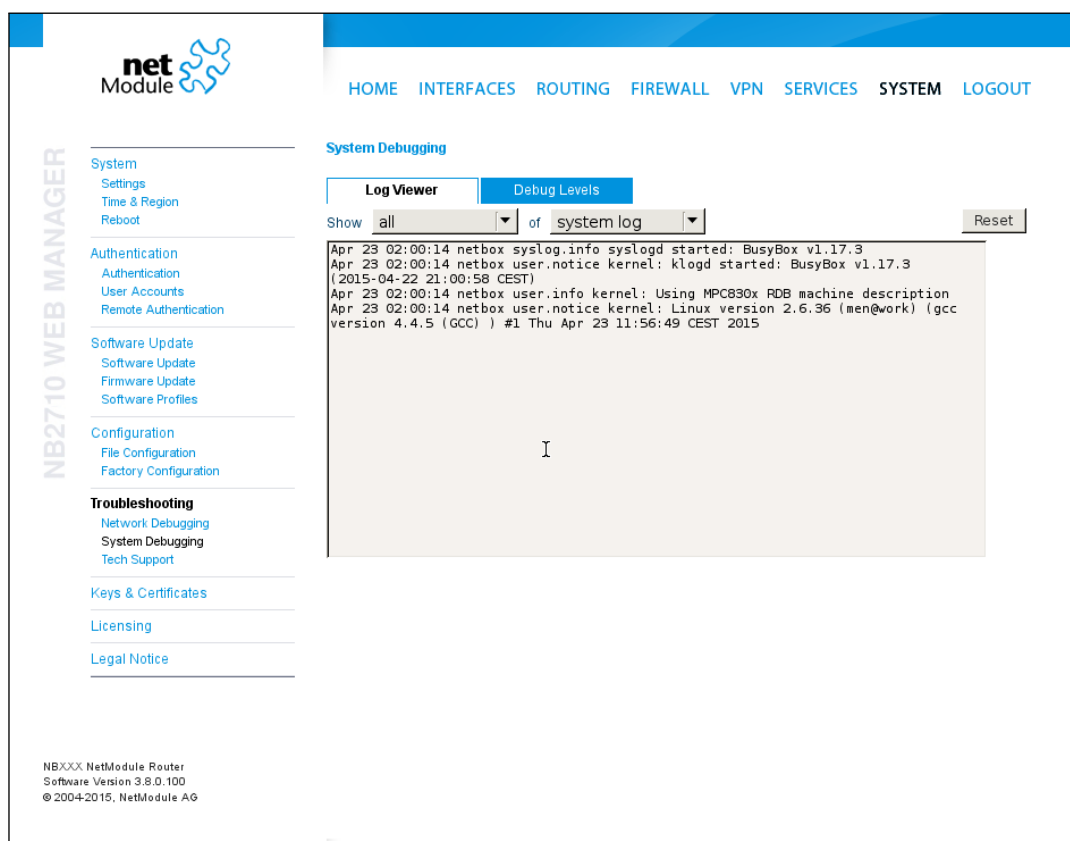 net
Module
HOME INTERFACES ROUTING FIREWALL VPN SERVICES SYSTEM LOGOUT
NB2710 WEB MANAGER
System
Settings
Time & Region
Reboot
Authentication
Authentication
User Accounts
Remote Authentication
Software Update
Software Update
Firmware Update
Software Profiles
Configuration
File Configuration
Factory Configuration
Troubleshooting
Network Debugging
System Debugging
Tech Support
Keys & Certificates
Licensing
Legal Notice
System Debugging
Log Viewer Debug Levels
Show all of system log Reset
Apr 23 02:00:14 netbox syslog.info syslogd started: BusyBox v1.17.3
Apr 23 02:00:14 netbox user.notice kernel: klogd started: BusyBox v1.17.3
(2015-04-22 21:00:58 CEST)
Apr 23 02:00:14 netbox user.info kernel: Using MPC830x RDB machine description
Apr 23 02:00:14 netbox user.notice kernel: Linux version 2.6.36 (men@work) (gcc
version 4.4.5 (GCC) ) #1 Thu Apr 23 11:56:49 CEST 2015
NBXXX NetModule Router
Software Version 3.8.0.100
© 2004-2015, NetModule AG